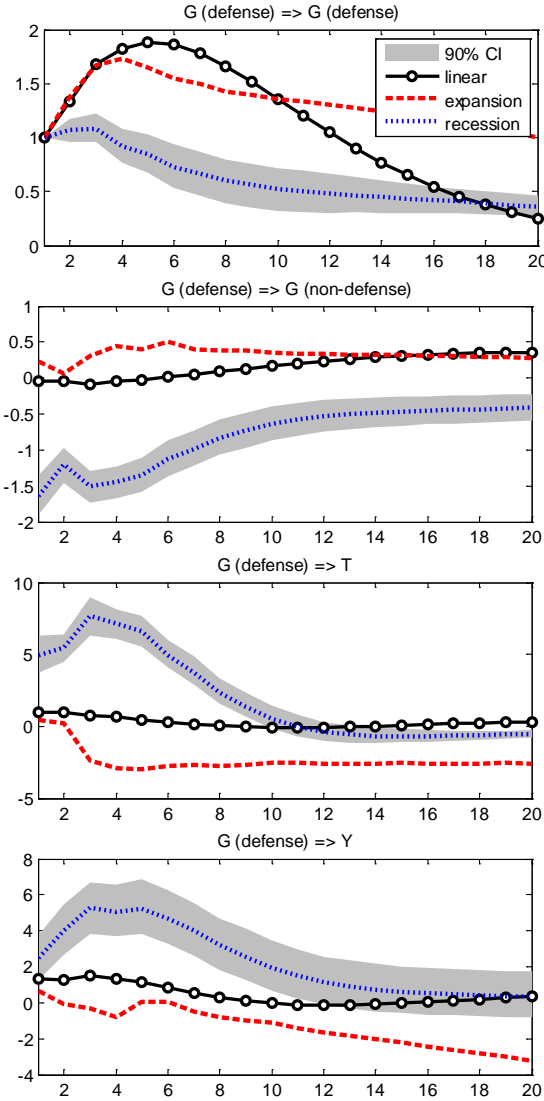 G (defense) => G (defense)
2
1.5
1
0.5
0
90% CI
linear
expansion
recession
2 4 6 8 10 12 14 16 18 20
G (defense) => G (non-defense)
1
0.5
0
-0.5
-1
-1.5
-2
2 4 6 8 10 12 14 16 18 20
G (defense) => T
10
5
0
-5
2 4 6 8 10 12 14 16 18 20
G (defense) => Y
8
6
4
2
0
-2
-4
2 4 6 8 10 12 14 16 18 20